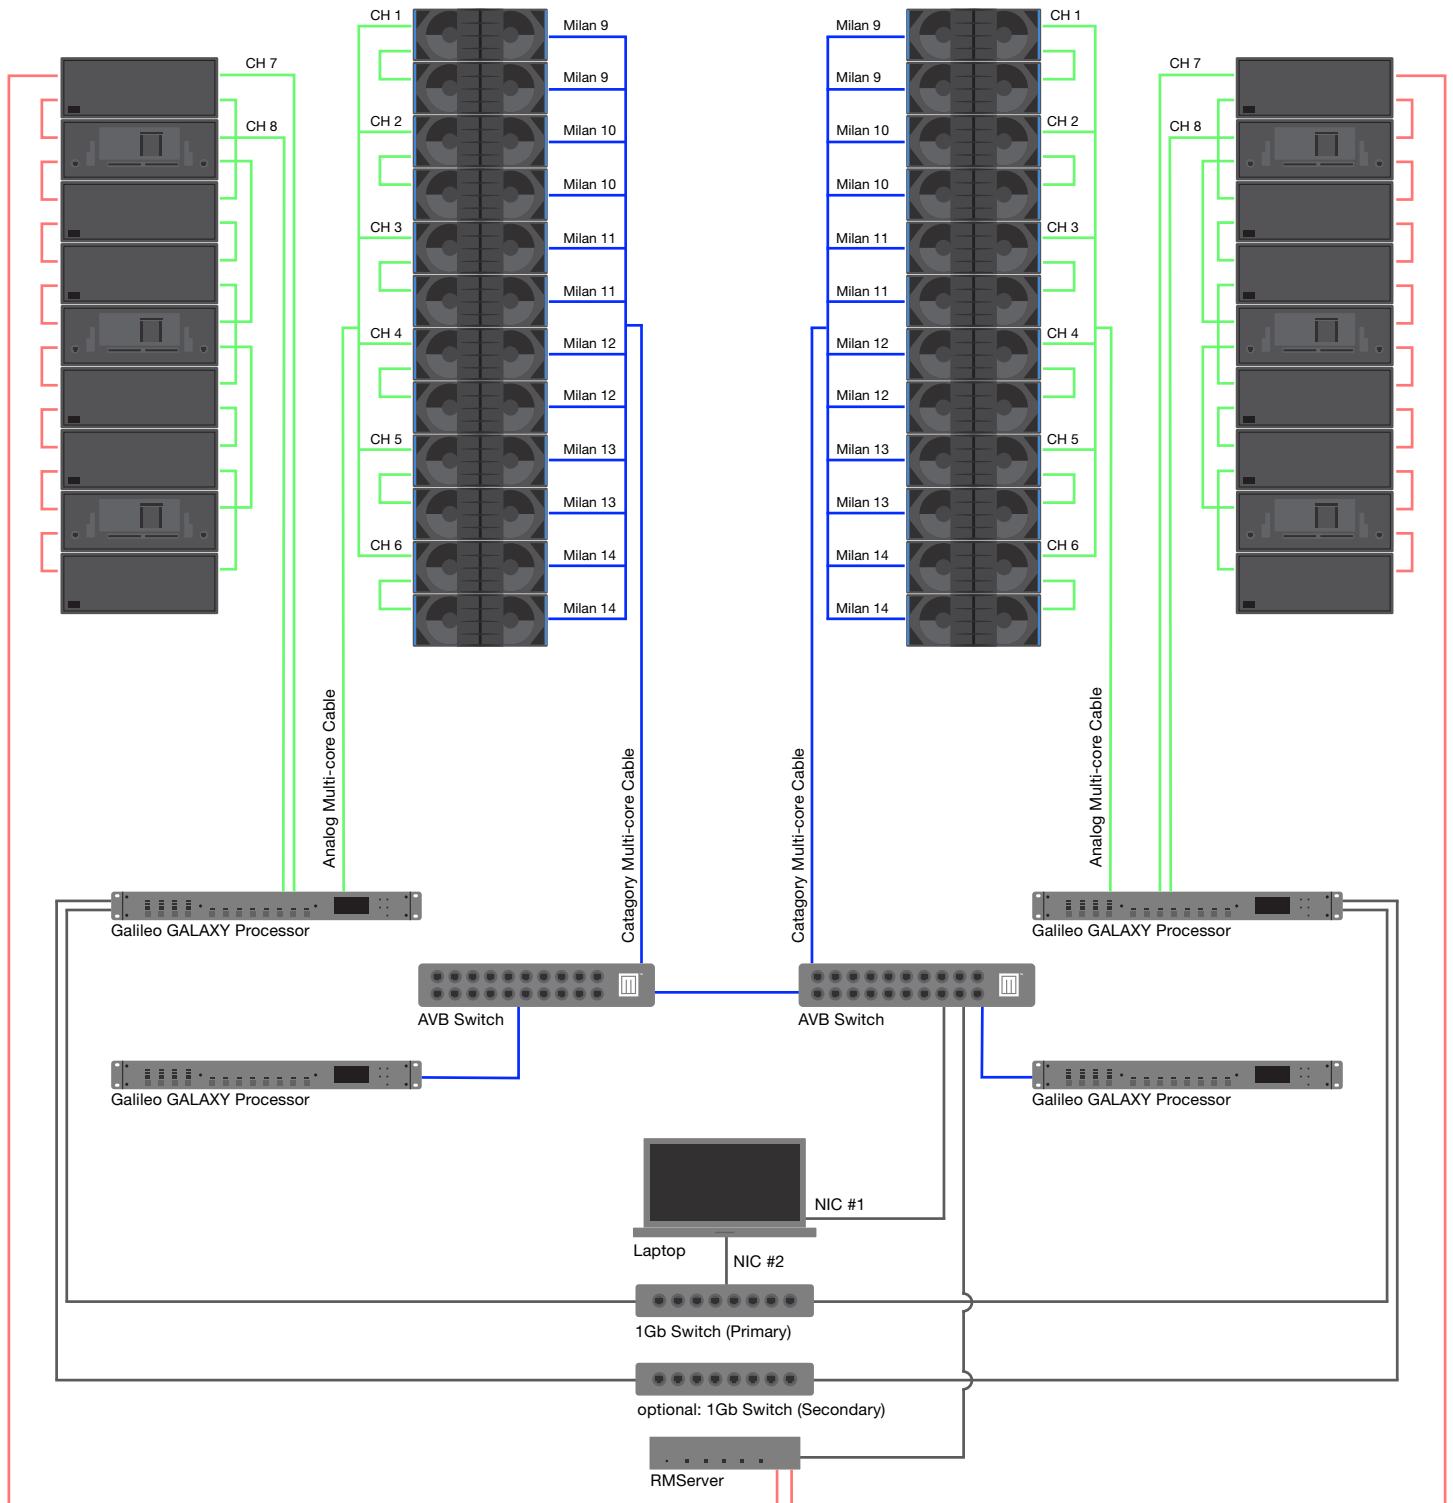 CH 1
Milan 9
Milan 9
CH 1
CH 7
CH 7
Milan 9
Milan 9
CH 8
CH 2
Milan 10
Milan 10
CH 2
CH 8
Milan 10
Milan 10
CH 3
Milan 11
Milan 11
CH 3
Milan 11
Milan 11
CH 4
Milan 12
Milan 12
CH 4
Milan 12
Milan 12
CH 5
Milan 13
Milan 13
CH 5
Milan 13
Milan 13
CH 6
Milan 14
Milan 14
CH 6
Milan 14
Milan 14
Analog Multi-core Cable
Catagory Multi-core Cable
Catagory Multi-core Cable
Analog Multi-core Cable
Galileo GALAXY Processor
Galileo GALAXY Processor
AVB Switch
AVB Switch
Galileo GALAXY Processor
Galileo GALAXY Processor
NIC #1
Laptop
NIC #2
1Gb Switch (Primary)
optional: 1Gb Switch (Secondary)
RMServer